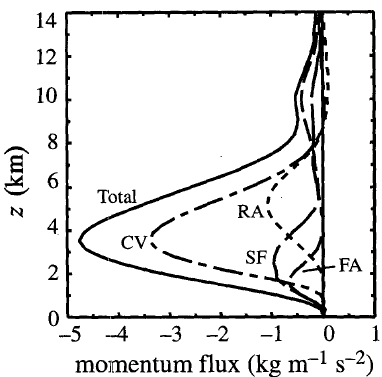 14
12
10
8
6
4
2
0
z (km)
Total
CV
RA
SF
FA
−5 −4 −3 −2 −1 0 1
momentum flux (kg m⁻¹ s⁻²)